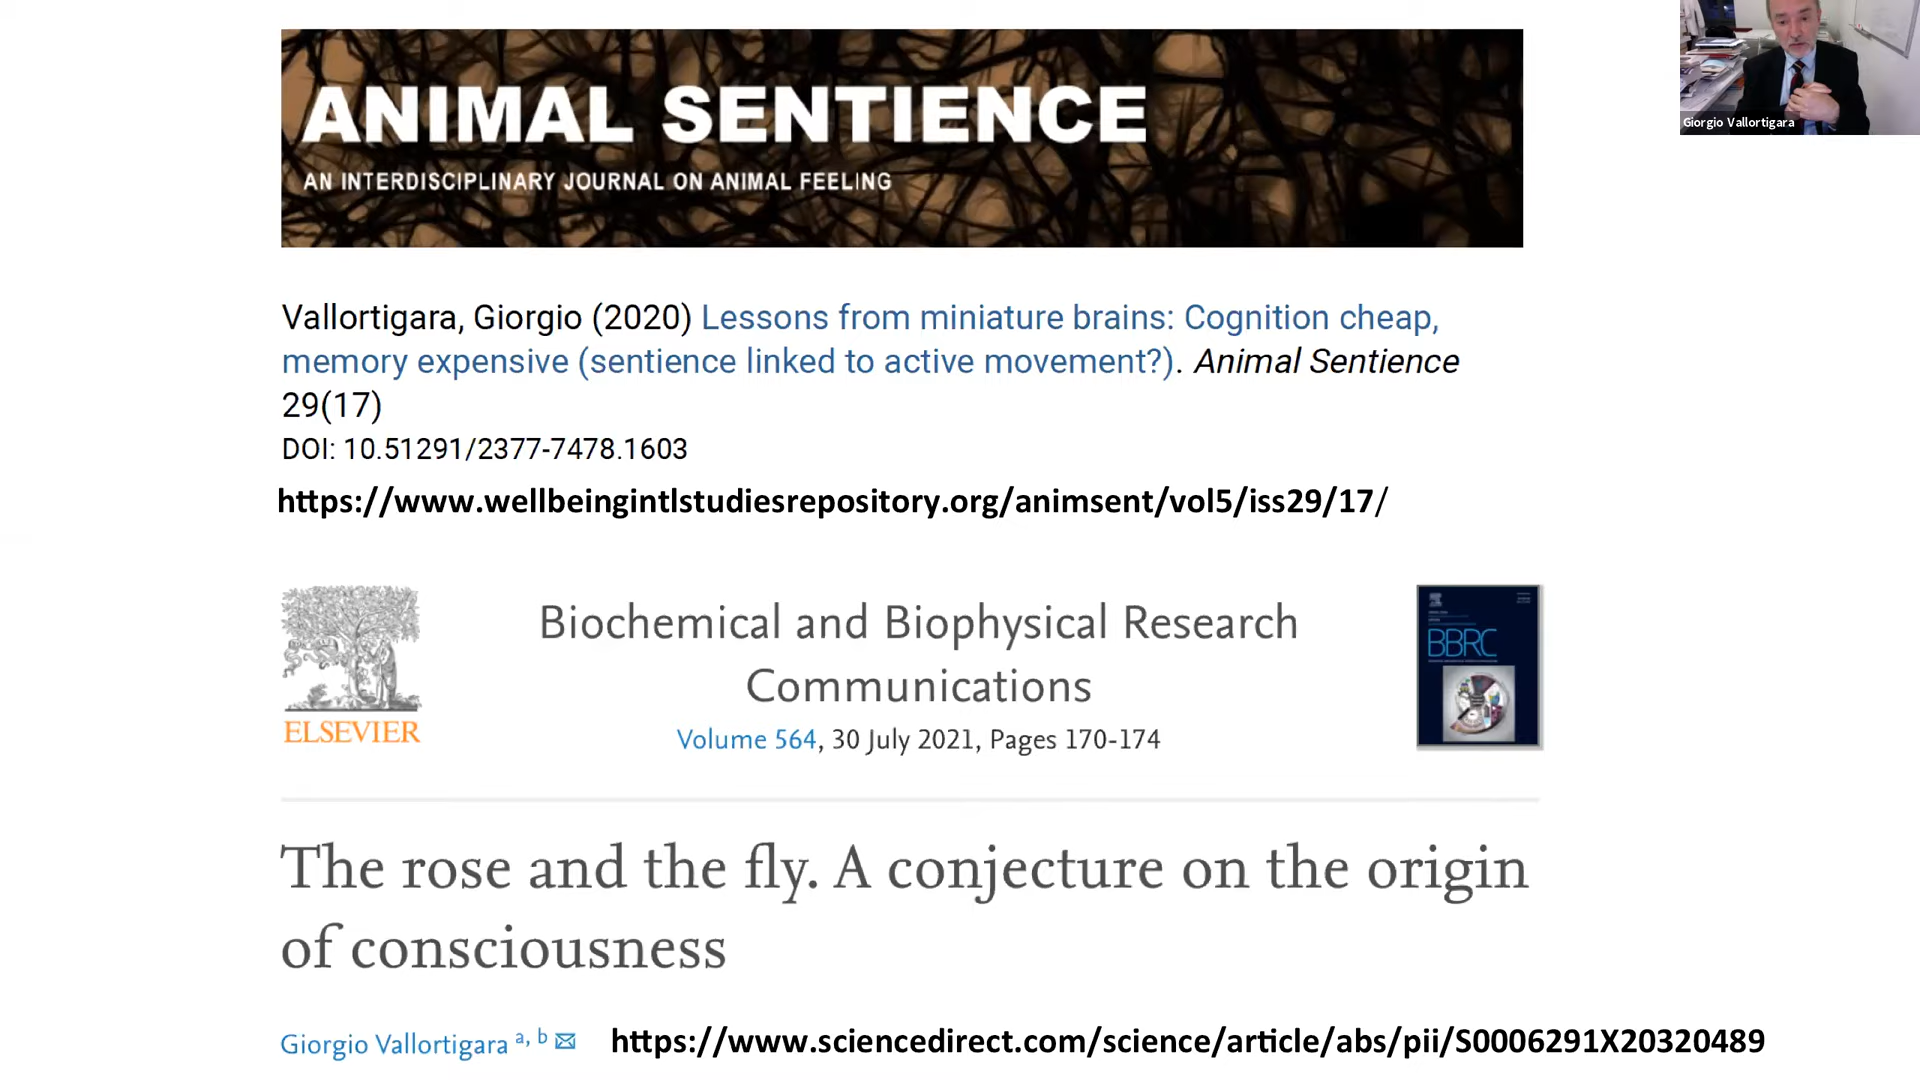 ANIMAL SENTIENCE
AN INTERDISCIPLINARY JOURNAL ON ANIMAL FEELING
Giorgio Vallortigara
Vallortigara, Giorgio (2020) Lessons from miniature brains: Cognition cheap,
memory expensive (sentience linked to active movement?). Animal Sentience
29(17)
DOI: 10.51291/2377-7478.1603
https://www.wellbeingintlstudiesrepository.org/animsent/vol5/iss29/17/
ELSEVIER
Biochemical and Biophysical Research
Communications
Volume 564, 30 July 2021, Pages 170-174
BBRC
The rose and the fly. A conjecture on the origin
of consciousness
Giorgio Vallortigara a, b
https://www.sciencedirect.com/science/article/abs/pii/S0006291X20320489